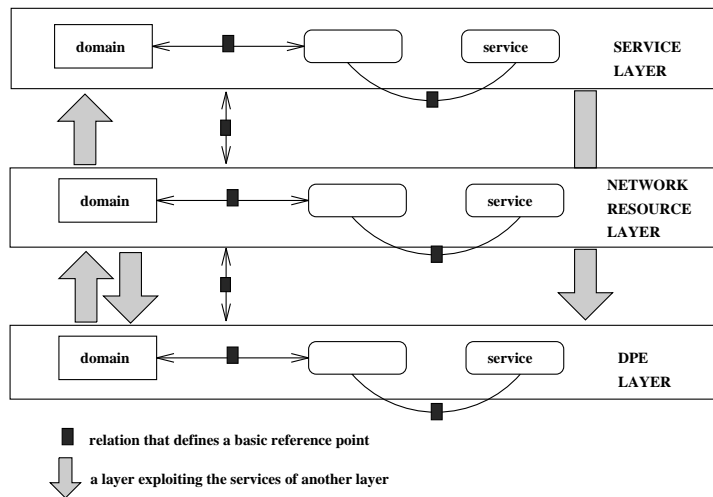 domain
service
SERVICE
LAYER
domain
service
NETWORK
RESOURCE
LAYER
domain
service
DPE
LAYER
relation that defines a basic reference point
a layer exploiting the services of another layer